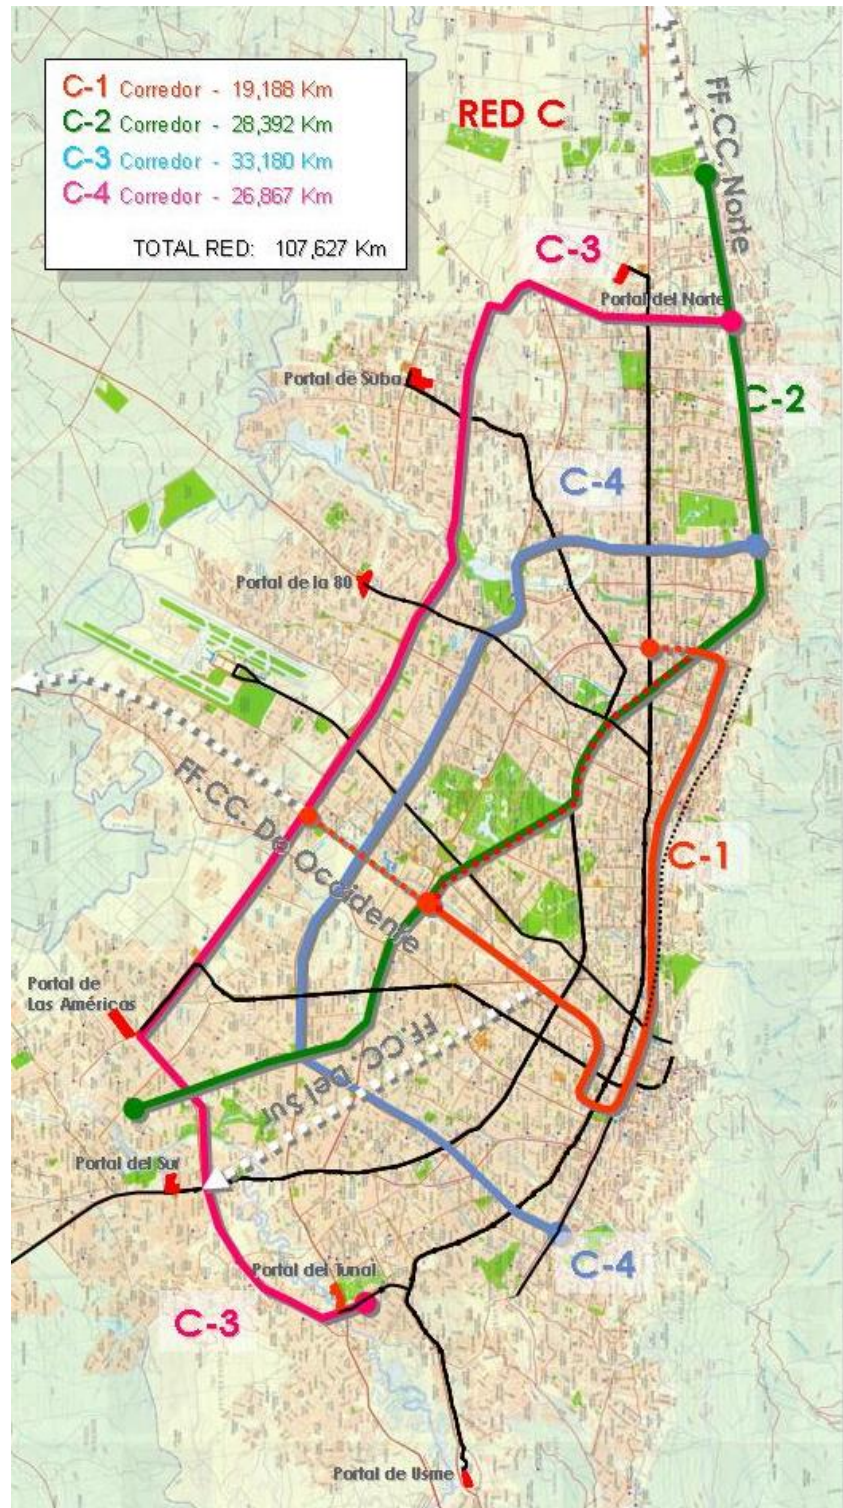 C-1 Corredor - 19,188 Km
C-2 Corredor - 28,392 Km
C-3 Corredor - 33,180 Km
C-4 Corredor - 26,867 Km
TOTAL RED: 107,627 Km
RED C
FF.CC. Norte
C-3
Portal del Norte
Portal de Suba
C-2
C-4
Portal de la 80
FF.CC. De Occidente
C-1
Portal de
Las Américas
FF.CC. Del Sur
Portal del Sur
Portal del Tunal
C-4
C-3
Portal de Usme